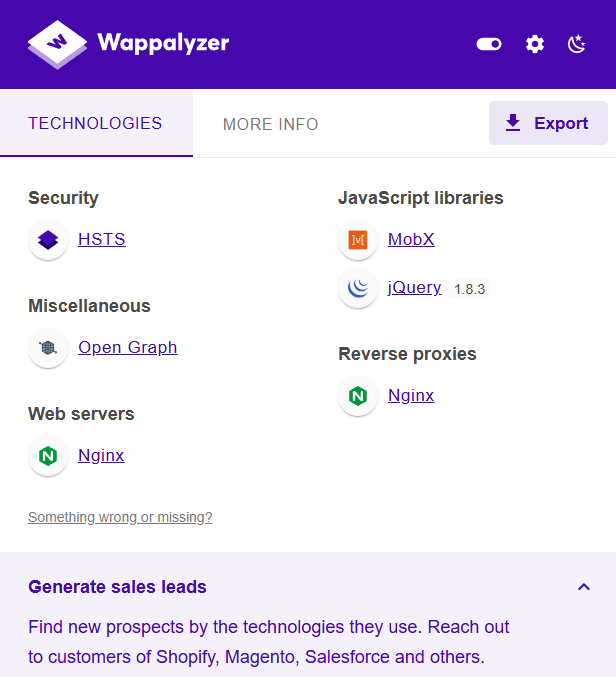 Wappalyzer
TECHNOLOGIES
MORE INFO
Export
Security
HSTS
Miscellaneous
Open Graph
Web servers
Nginx
JavaScript libraries
MobX
jQuery 1.8.3
Reverse proxies
Nginx
Something wrong or missing?
Generate sales leads
Find new prospects by the technologies they use. Reach out
to customers of Shopify, Magento, Salesforce and others.